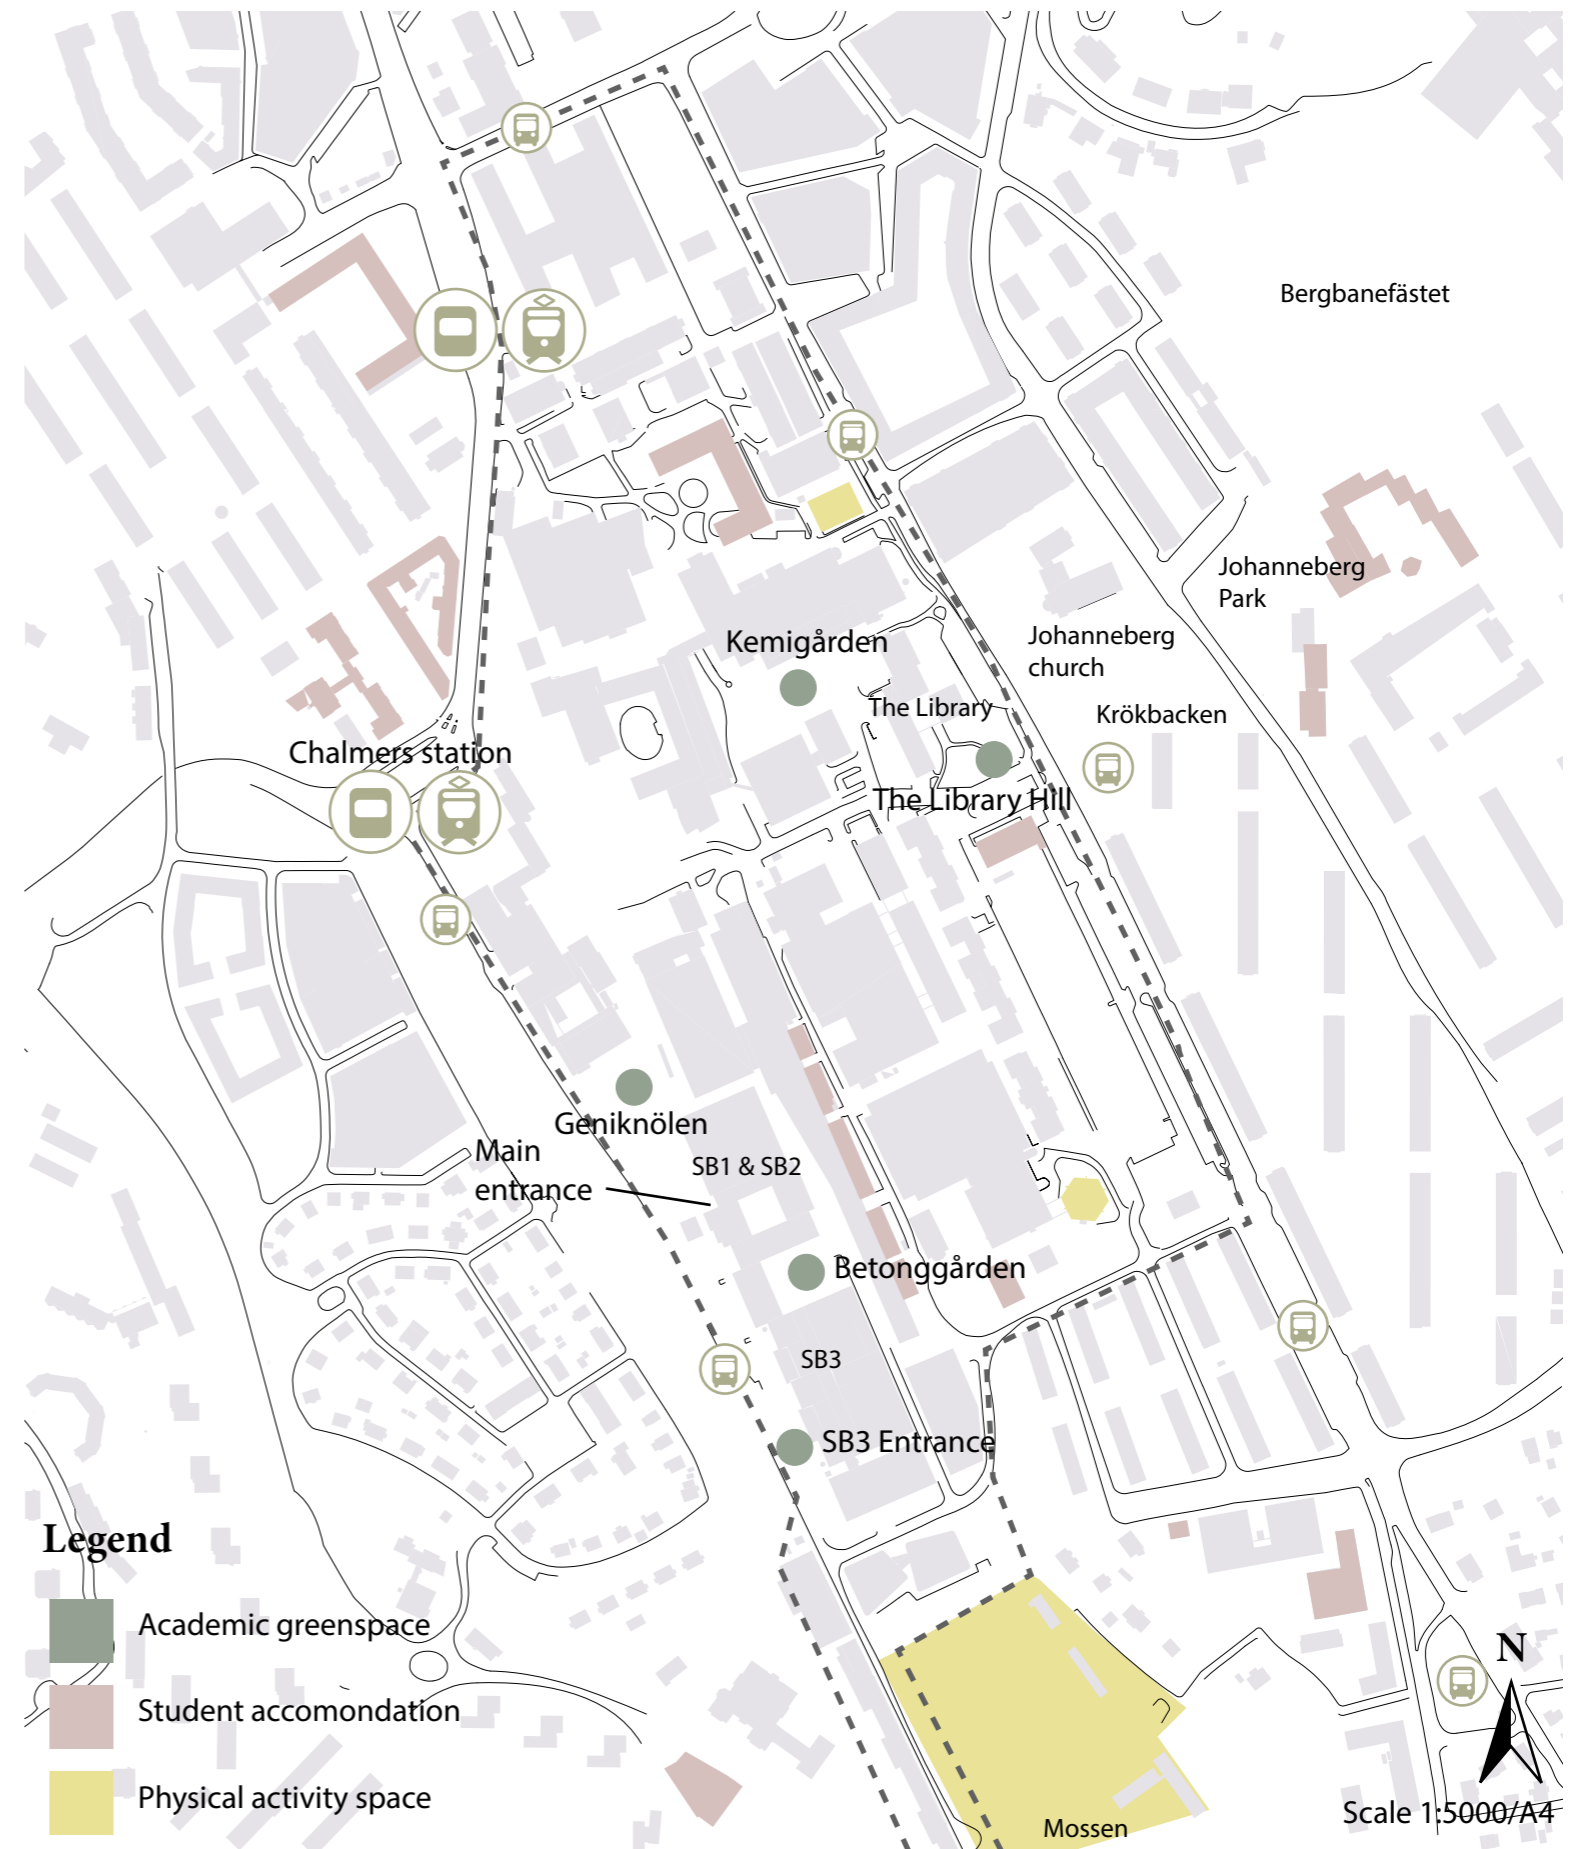 Bergbanefästet
Johanneberg
Park
Kemigården
Johanneberg
church
The Library
Krökbacken
Chalmers station
The Library Hill
Geniknölen
Main
entrance
SB1 & SB2
Betonggården
SB3
SB3 Entrance
Legend
Academic greenspace
Student accomondation
Physical activity space
N
Scale 1:5000/A4
Mossen